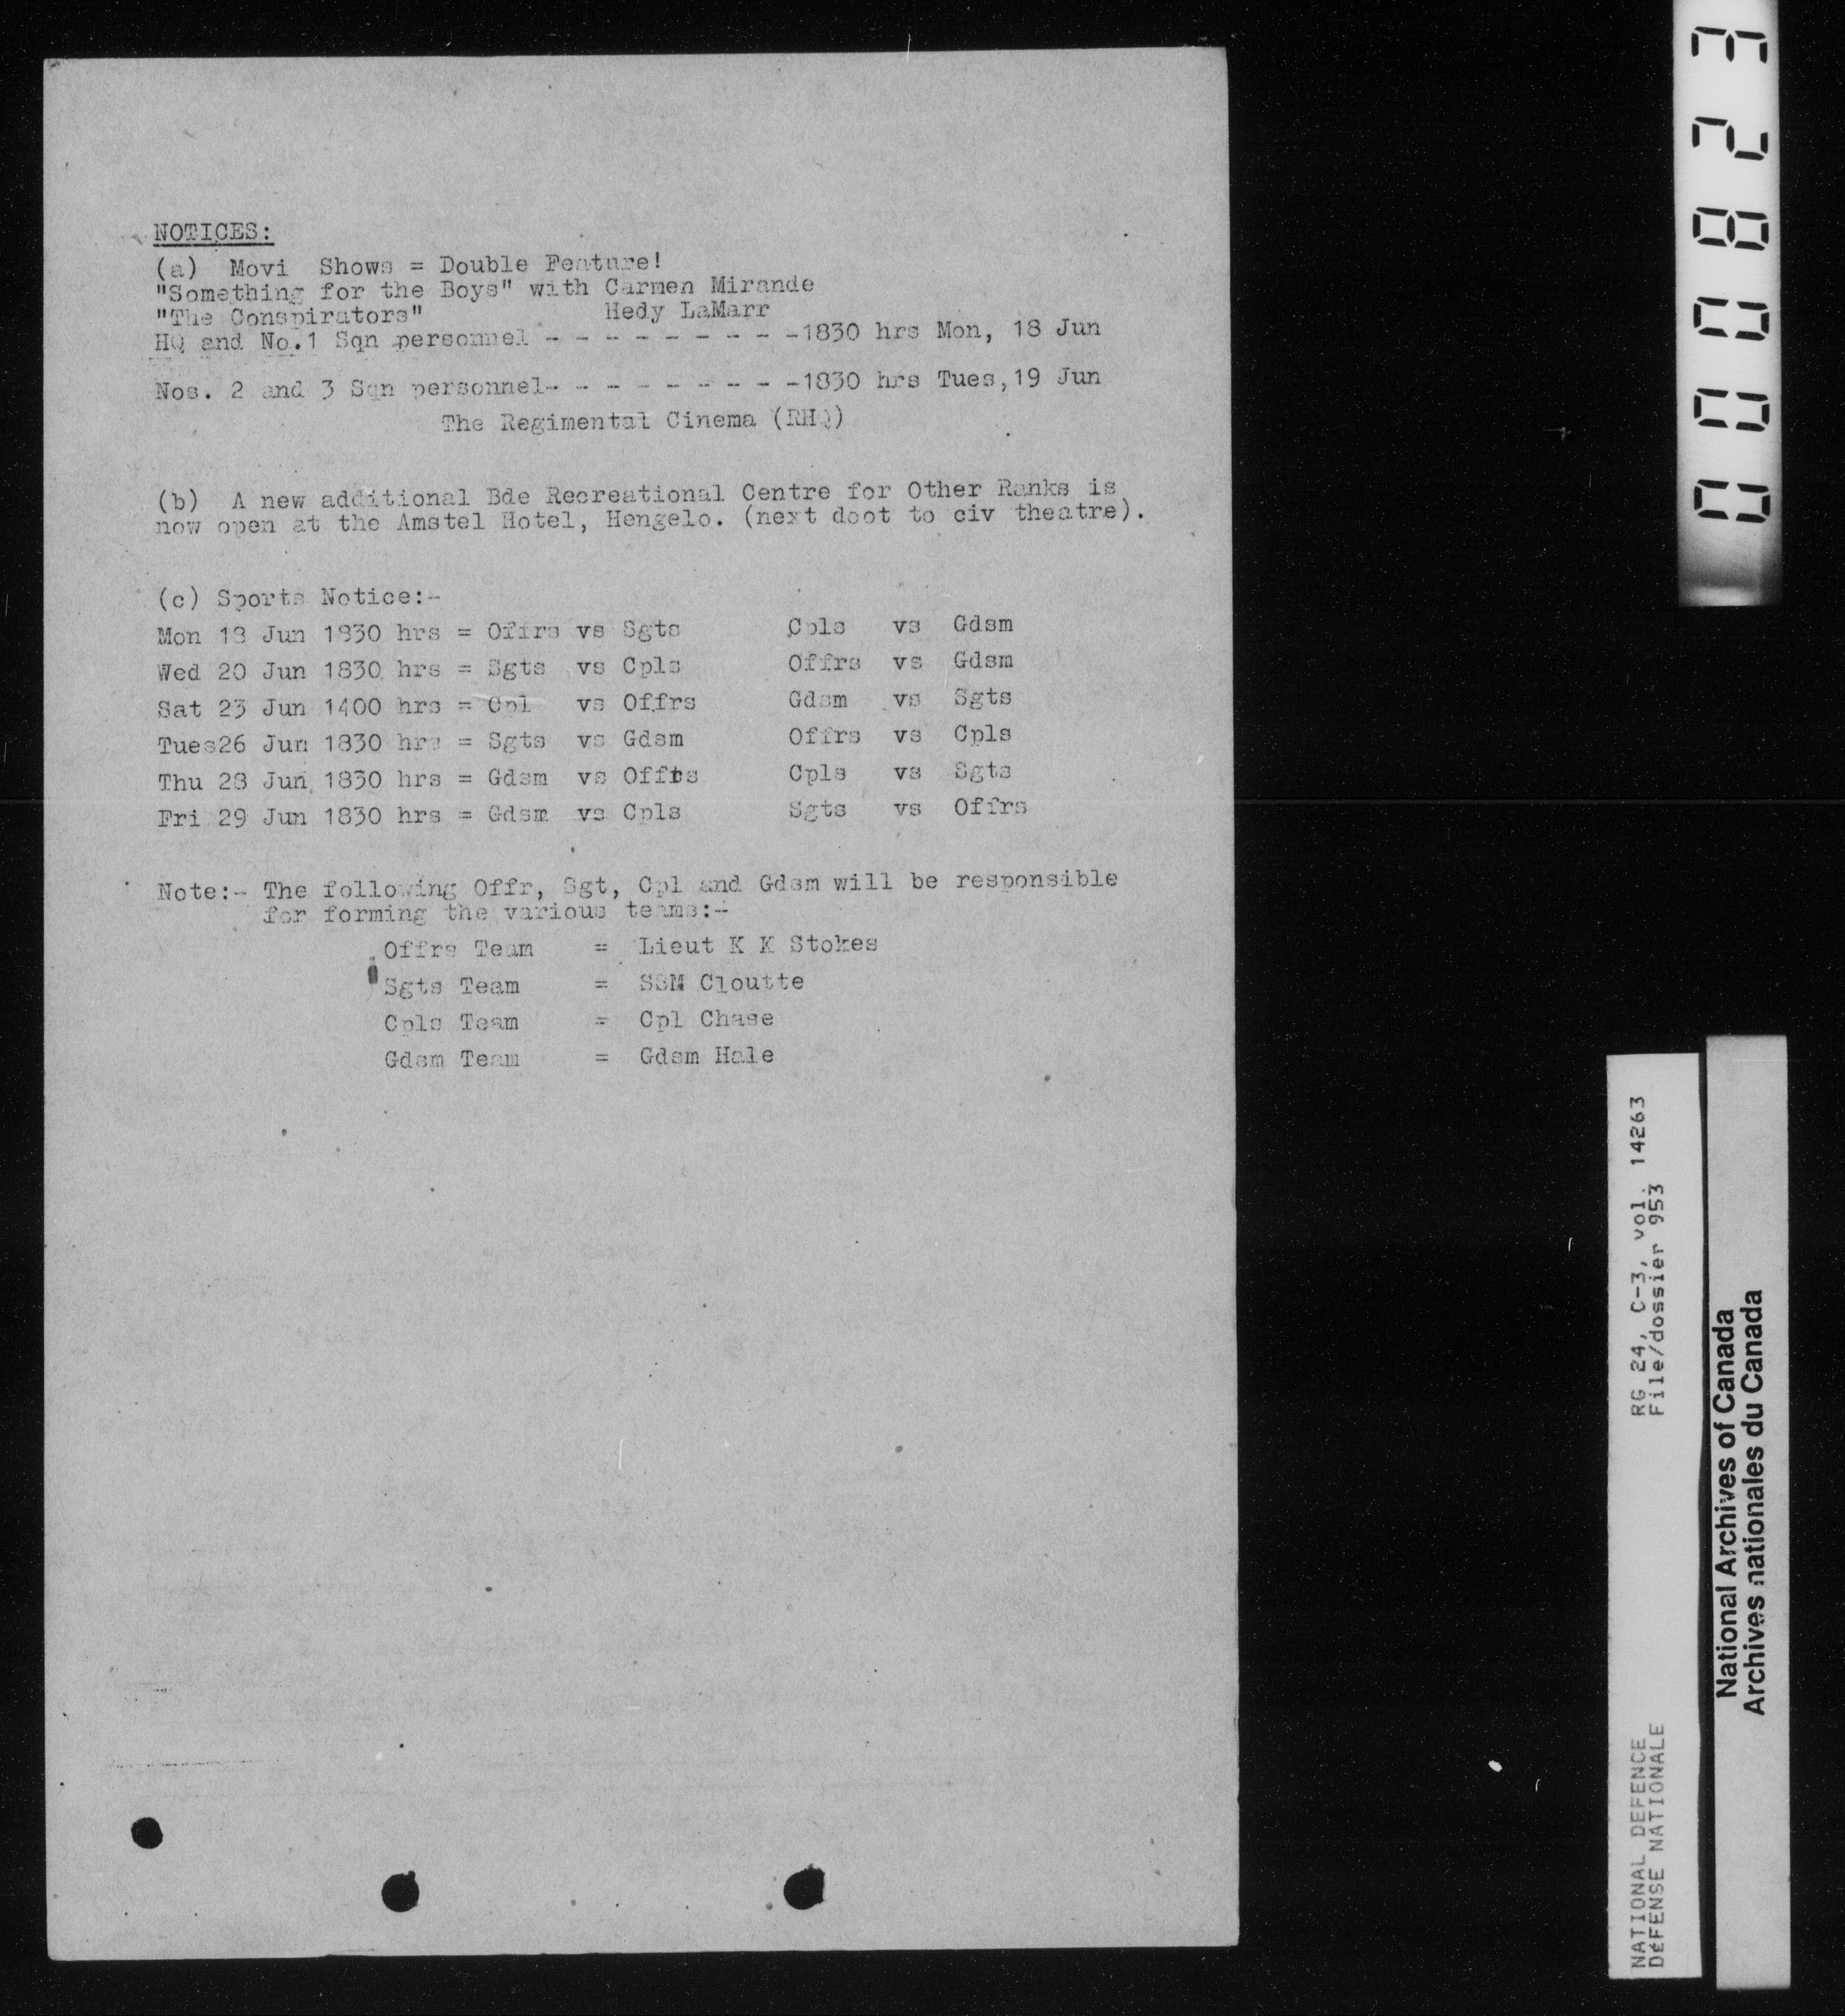 NOTICES:
(a) Movi Shows = Double Feature!
"Something for the Boys" with Carmen Mirande
"The Conspirators" Hedy LaMarr
HQ and No.1 Sqn personnel - - - - - - - - -1830 hrs Mon, 18 Jun
Nos. 2 and 3 Sqn personnel- - - - - - - - -1830 hrs Tues,19 Jun
The Regimental Cinema (RHQ)
(b) A new additional Bde Recreational Centre for Other Ranks is
now open at the Amstel Hotel, Hengelo. (next doot to civ theatre).
(c) Sports Notice:-
Mon 18 Jun 1830 hrs = Offrs vs Sgts Cpls vs Gdsm
Wed 20 Jun 1830 hrs = Sgts vs Cpls Offrs vs Gdsm
Sat 23 Jun 1400 hrs = Cpl vs Offrs Gdsm vs Sgts
Tues26 Jun 1830 hrs = Sgts vs Gdsm Offrs vs Cpls
Thu 28 Jun 1830 hrs = Gdsm vs Offrs Cpls vs Sgts
Fri 29 Jun 1830 hrs = Gdsm vs Cpls Sgts vs Offrs
Note:- The following Offr, Sgt, Cpl and Gdsm will be responsible
for forming the various teams:-
Offrs Team = Lieut K K Stokes
Sgts Team = SSM Cloutte
Cpls Team = Cpl Chase
Gdsm Team = Gdsm Hale
000823
RG 24, C-3, vol. 14263
File/dossier 953
NATIONAL DEFENCE
DÉFENSE NATIONALE
National Archives of Canada
Archives nationales du Canada